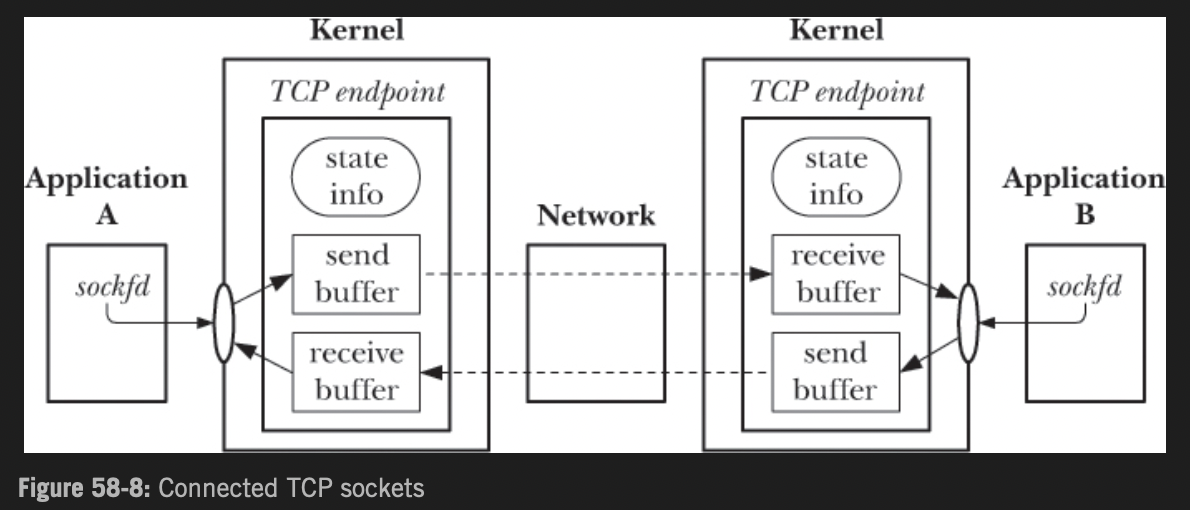 Kernel
Kernel
TCP endpoint
TCP endpoint
state
info
state
info
Application
A
Application
B
Network
send
buffer
receive
buffer
sockfd
sockfd
receive
buffer
send
buffer
Figure 58-8: Connected TCP sockets